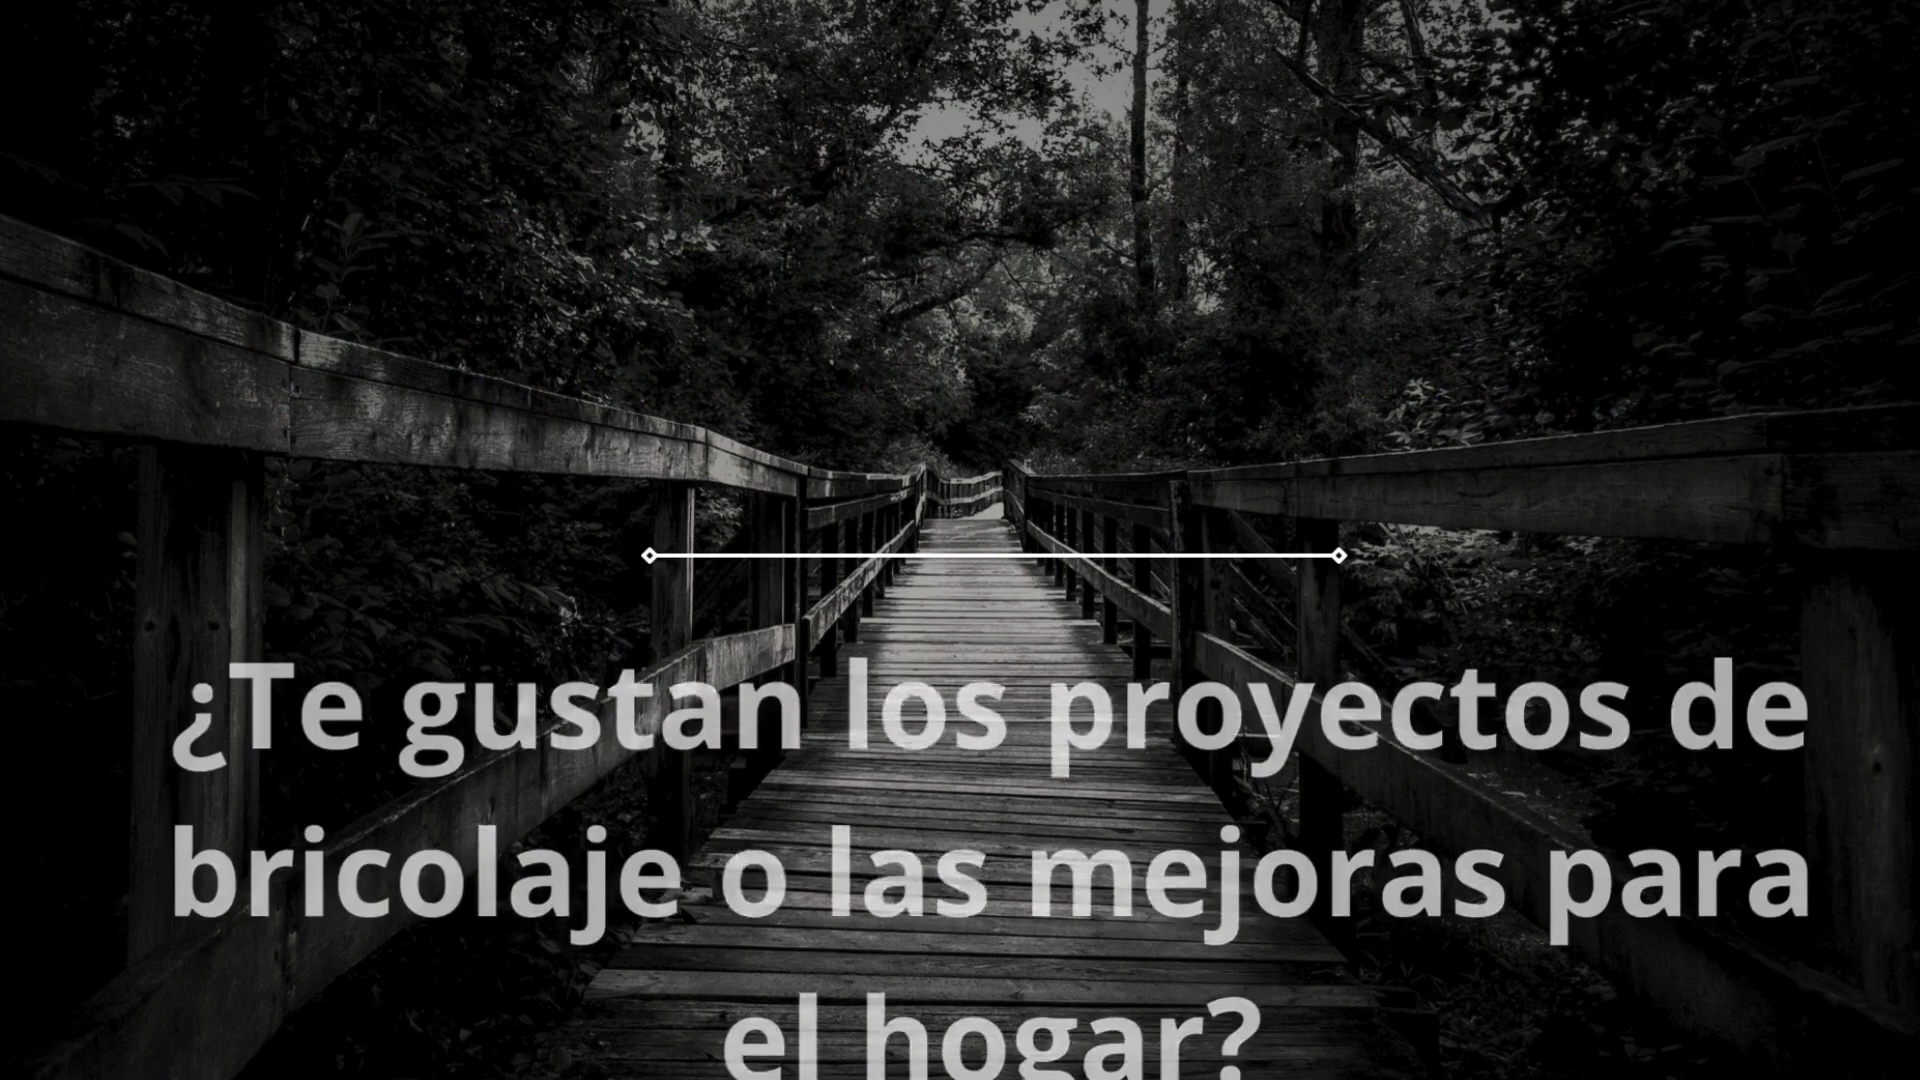 ¿Te gustan los proyectos de
bricolaje o las mejoras para
el hogar?